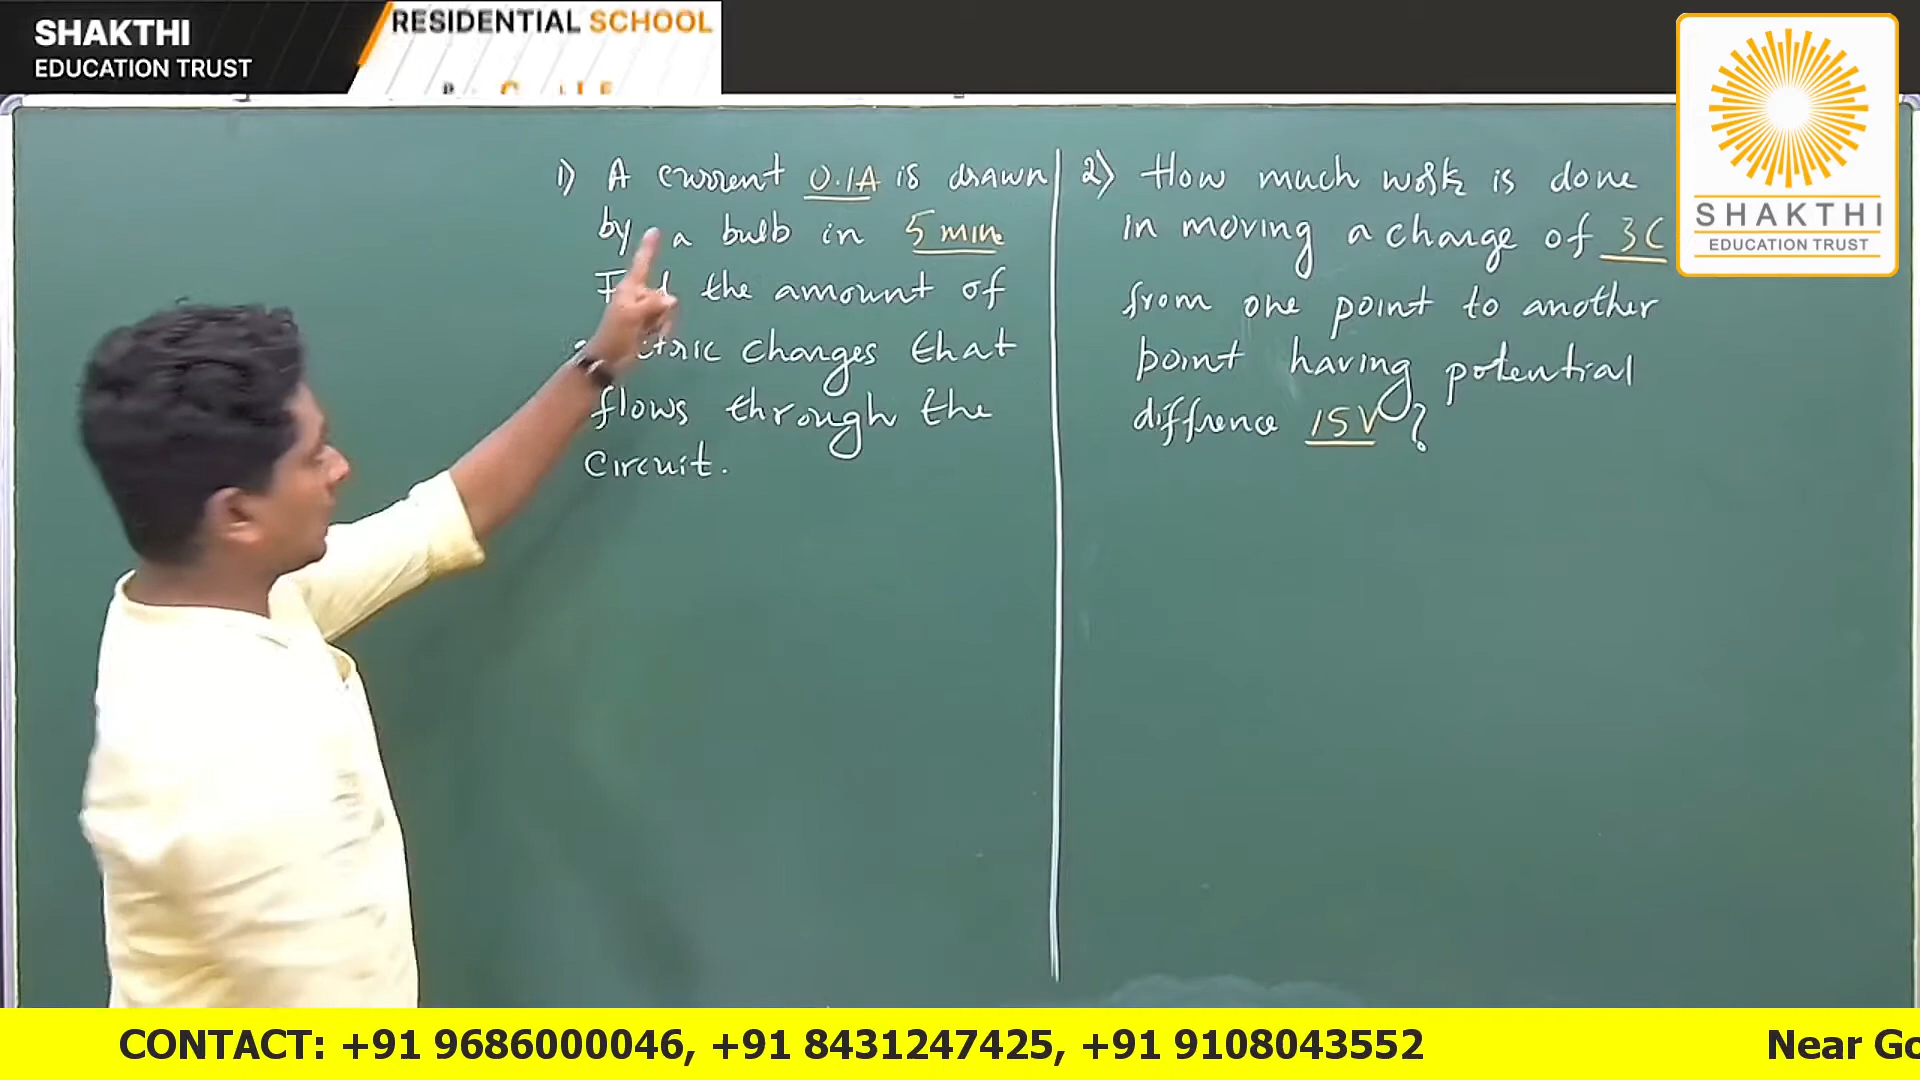 SHAKTHI
EDUCATION TRUST
RESIDENTIAL SCHOOL
1) A current 0.1A is drawn
by a bulb in 5 min
the amount of
charges that
flows through the
circuit.
2) How much work is done
in moving a charge of 3C
from one point to another
point having potential
diffrence 15V ?
SHAKTHI
EDUCATION TRUST
CONTACT: +91 9686000046, +91 8431247425, +91 9108043552
Near